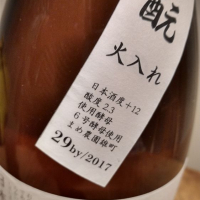 酛
火入れ
日本酒度+12
酸度2.3
使用酵母
6号酵母使用
まめ農園雄町
29by/2017